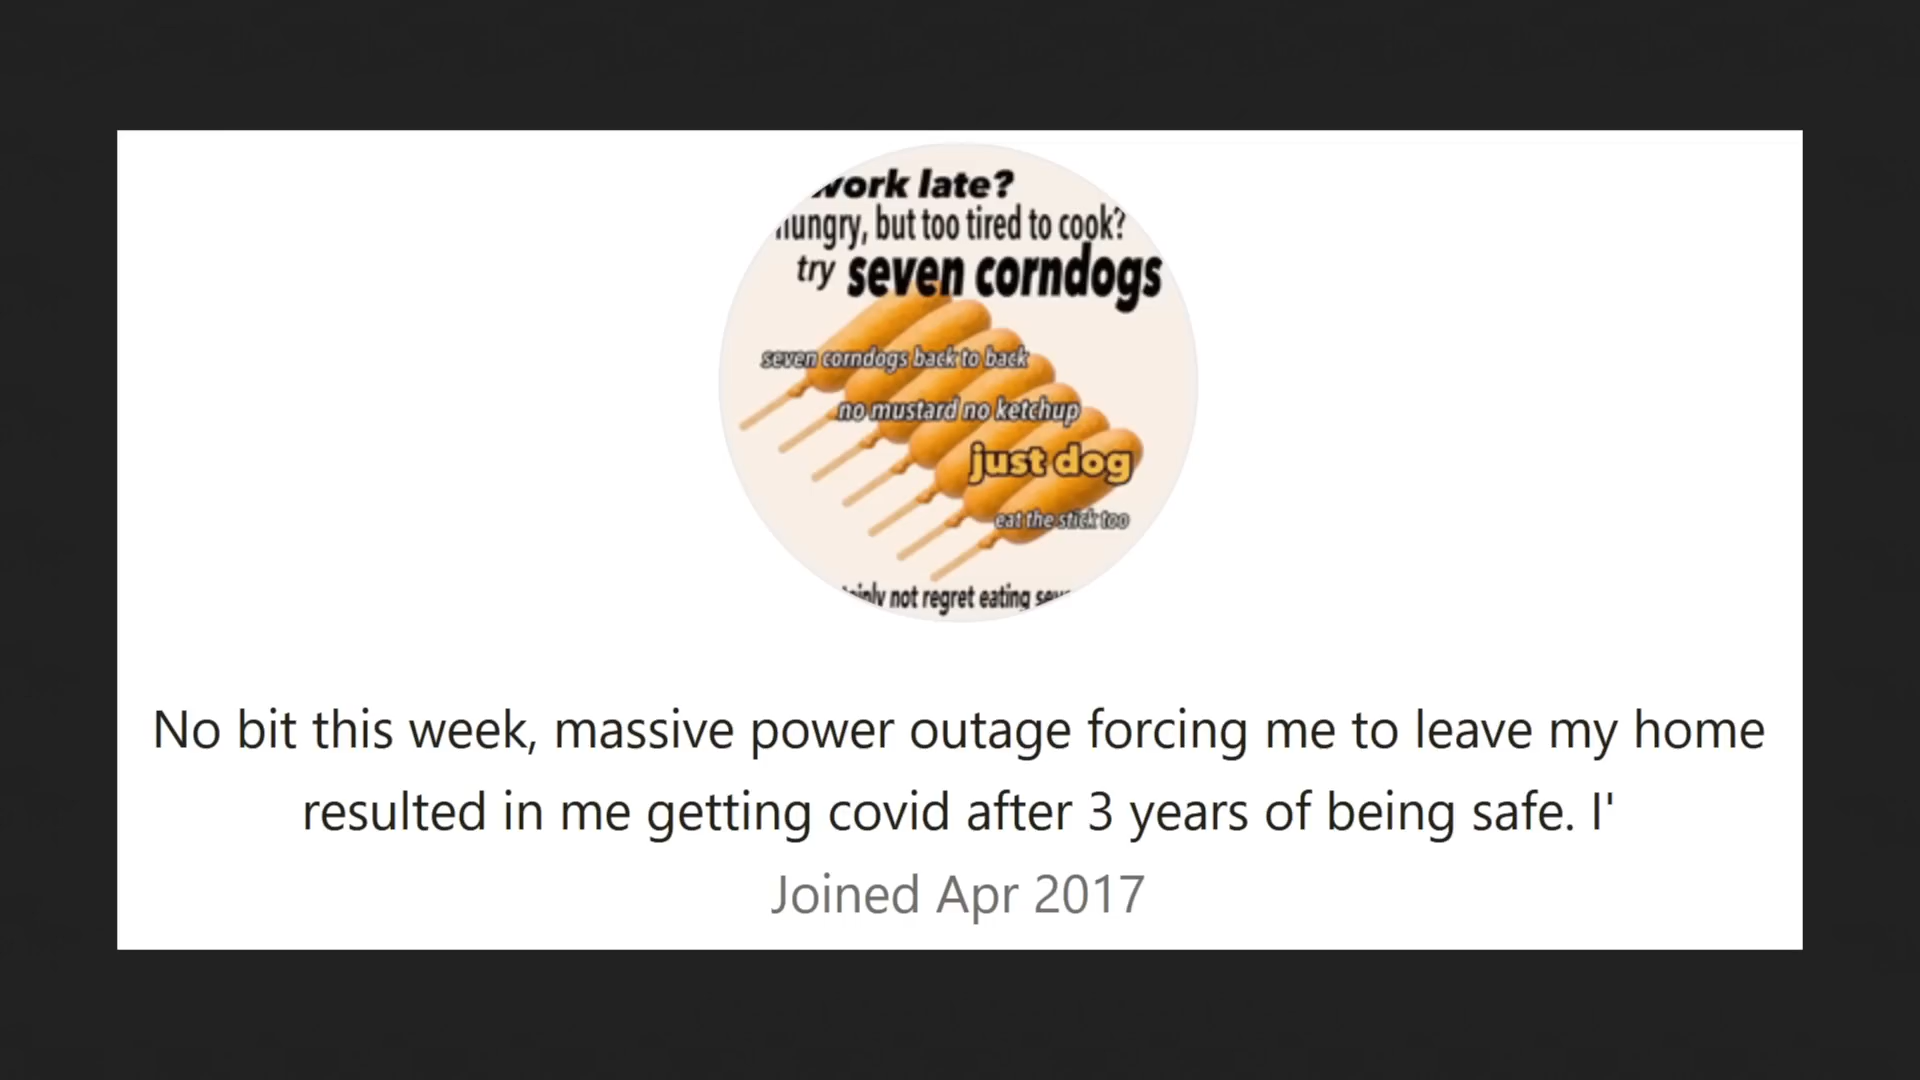 work late?
hungry, but too tired to cook?
try seven corndogs
seven corndogs back to back
no mustard no ketchup
just dog
eat the stick too
not regret eating
No bit this week, massive power outage forcing me to leave my home
resulted in me getting covid after 3 years of being safe. I'
Joined Apr 2017